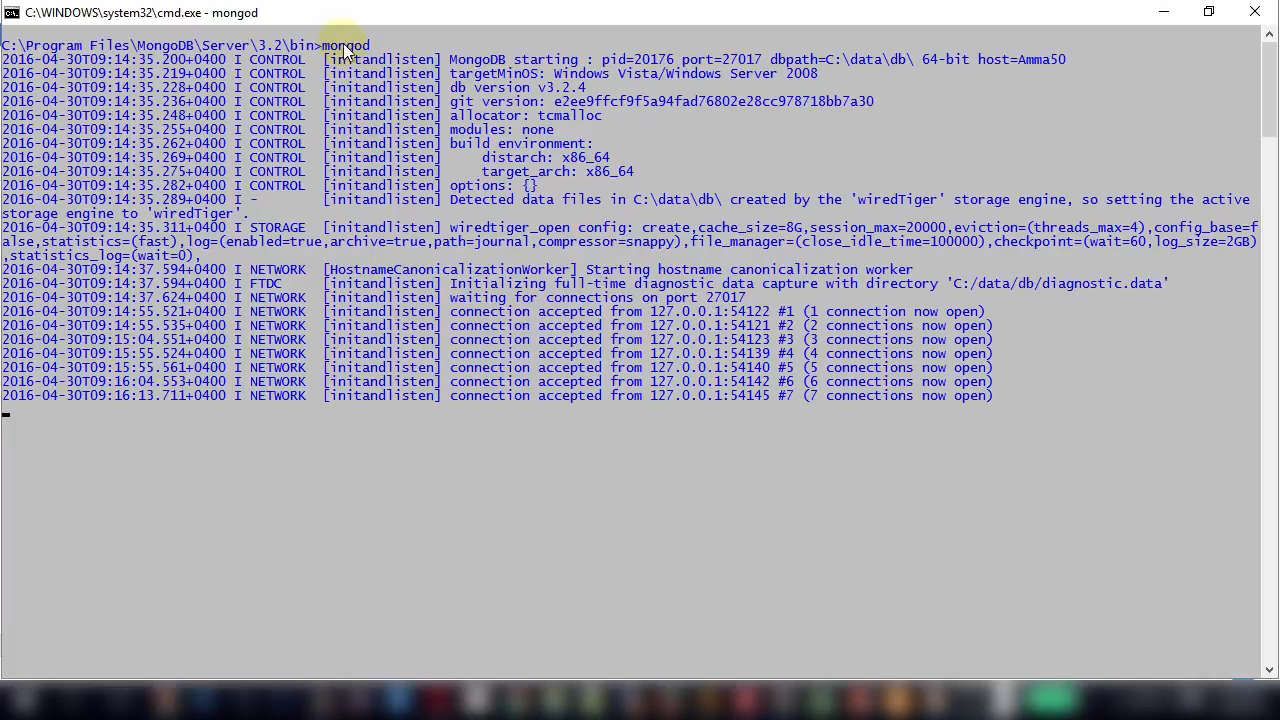 C:\WINDOWS\system32\cmd.exe - mongod
C:\Program Files\MongoDB\Server\3.2\bin>mongod
2016-04-30T09:14:35.200+0400 I CONTROL  [initandlisten] MongoDB starting : pid=20176 port=27017 dbpath=C:\data\db\ 64-bit host=Amma50
2016-04-30T09:14:35.219+0400 I CONTROL  [initandlisten] targetMinOS: Windows Vista/Windows Server 2008
2016-04-30T09:14:35.228+0400 I CONTROL  [initandlisten] db version v3.2.4
2016-04-30T09:14:35.236+0400 I CONTROL  [initandlisten] git version: e2ee9ffcf9f5a94fad76802e28cc978718bb7a30
2016-04-30T09:14:35.248+0400 I CONTROL  [initandlisten] allocator: tcmalloc
2016-04-30T09:14:35.255+0400 I CONTROL  [initandlisten] modules: none
2016-04-30T09:14:35.262+0400 I CONTROL  [initandlisten] build environment:
2016-04-30T09:14:35.269+0400 I CONTROL  [initandlisten]     distarch: x86_64
2016-04-30T09:14:35.275+0400 I CONTROL  [initandlisten]     target_arch: x86_64
2016-04-30T09:14:35.282+0400 I CONTROL  [initandlisten] options: {}
2016-04-30T09:14:35.289+0400 I -        [initandlisten] Detected data files in C:\data\db\ created by the 'wiredTiger' storage engine, so setting the active
storage engine to 'wiredTiger'.
2016-04-30T09:14:35.311+0400 I STORAGE  [initandlisten] wiredtiger_open config: create,cache_size=8G,session_max=20000,eviction=(threads_max=4),config_base=f
alse,statistics=(fast),log=(enabled=true,archive=true,path=journal,compressor=snappy),file_manager=(close_idle_time=100000),checkpoint=(wait=60,log_size=2GB)
,statistics_log=(wait=0),
2016-04-30T09:14:37.594+0400 I NETWORK  [HostnameCanonicalizationWorker] Starting hostname canonicalization worker
2016-04-30T09:14:37.594+0400 I FTDC     [initandlisten] Initializing full-time diagnostic data capture with directory 'C:/data/db/diagnostic.data'
2016-04-30T09:14:37.624+0400 I NETWORK  [initandlisten] waiting for connections on port 27017
2016-04-30T09:14:55.521+0400 I NETWORK  [initandlisten] connection accepted from 127.0.0.1:54122 #1 (1 connection now open)
2016-04-30T09:14:55.535+0400 I NETWORK  [initandlisten] connection accepted from 127.0.0.1:54121 #2 (2 connections now open)
2016-04-30T09:15:04.551+0400 I NETWORK  [initandlisten] connection accepted from 127.0.0.1:54123 #3 (3 connections now open)
2016-04-30T09:15:55.524+0400 I NETWORK  [initandlisten] connection accepted from 127.0.0.1:54139 #4 (4 connections now open)
2016-04-30T09:15:55.561+0400 I NETWORK  [initandlisten] connection accepted from 127.0.0.1:54140 #5 (5 connections now open)
2016-04-30T09:16:04.553+0400 I NETWORK  [initandlisten] connection accepted from 127.0.0.1:54142 #6 (6 connections now open)
2016-04-30T09:16:13.711+0400 I NETWORK  [initandlisten] connection accepted from 127.0.0.1:54145 #7 (7 connections now open)